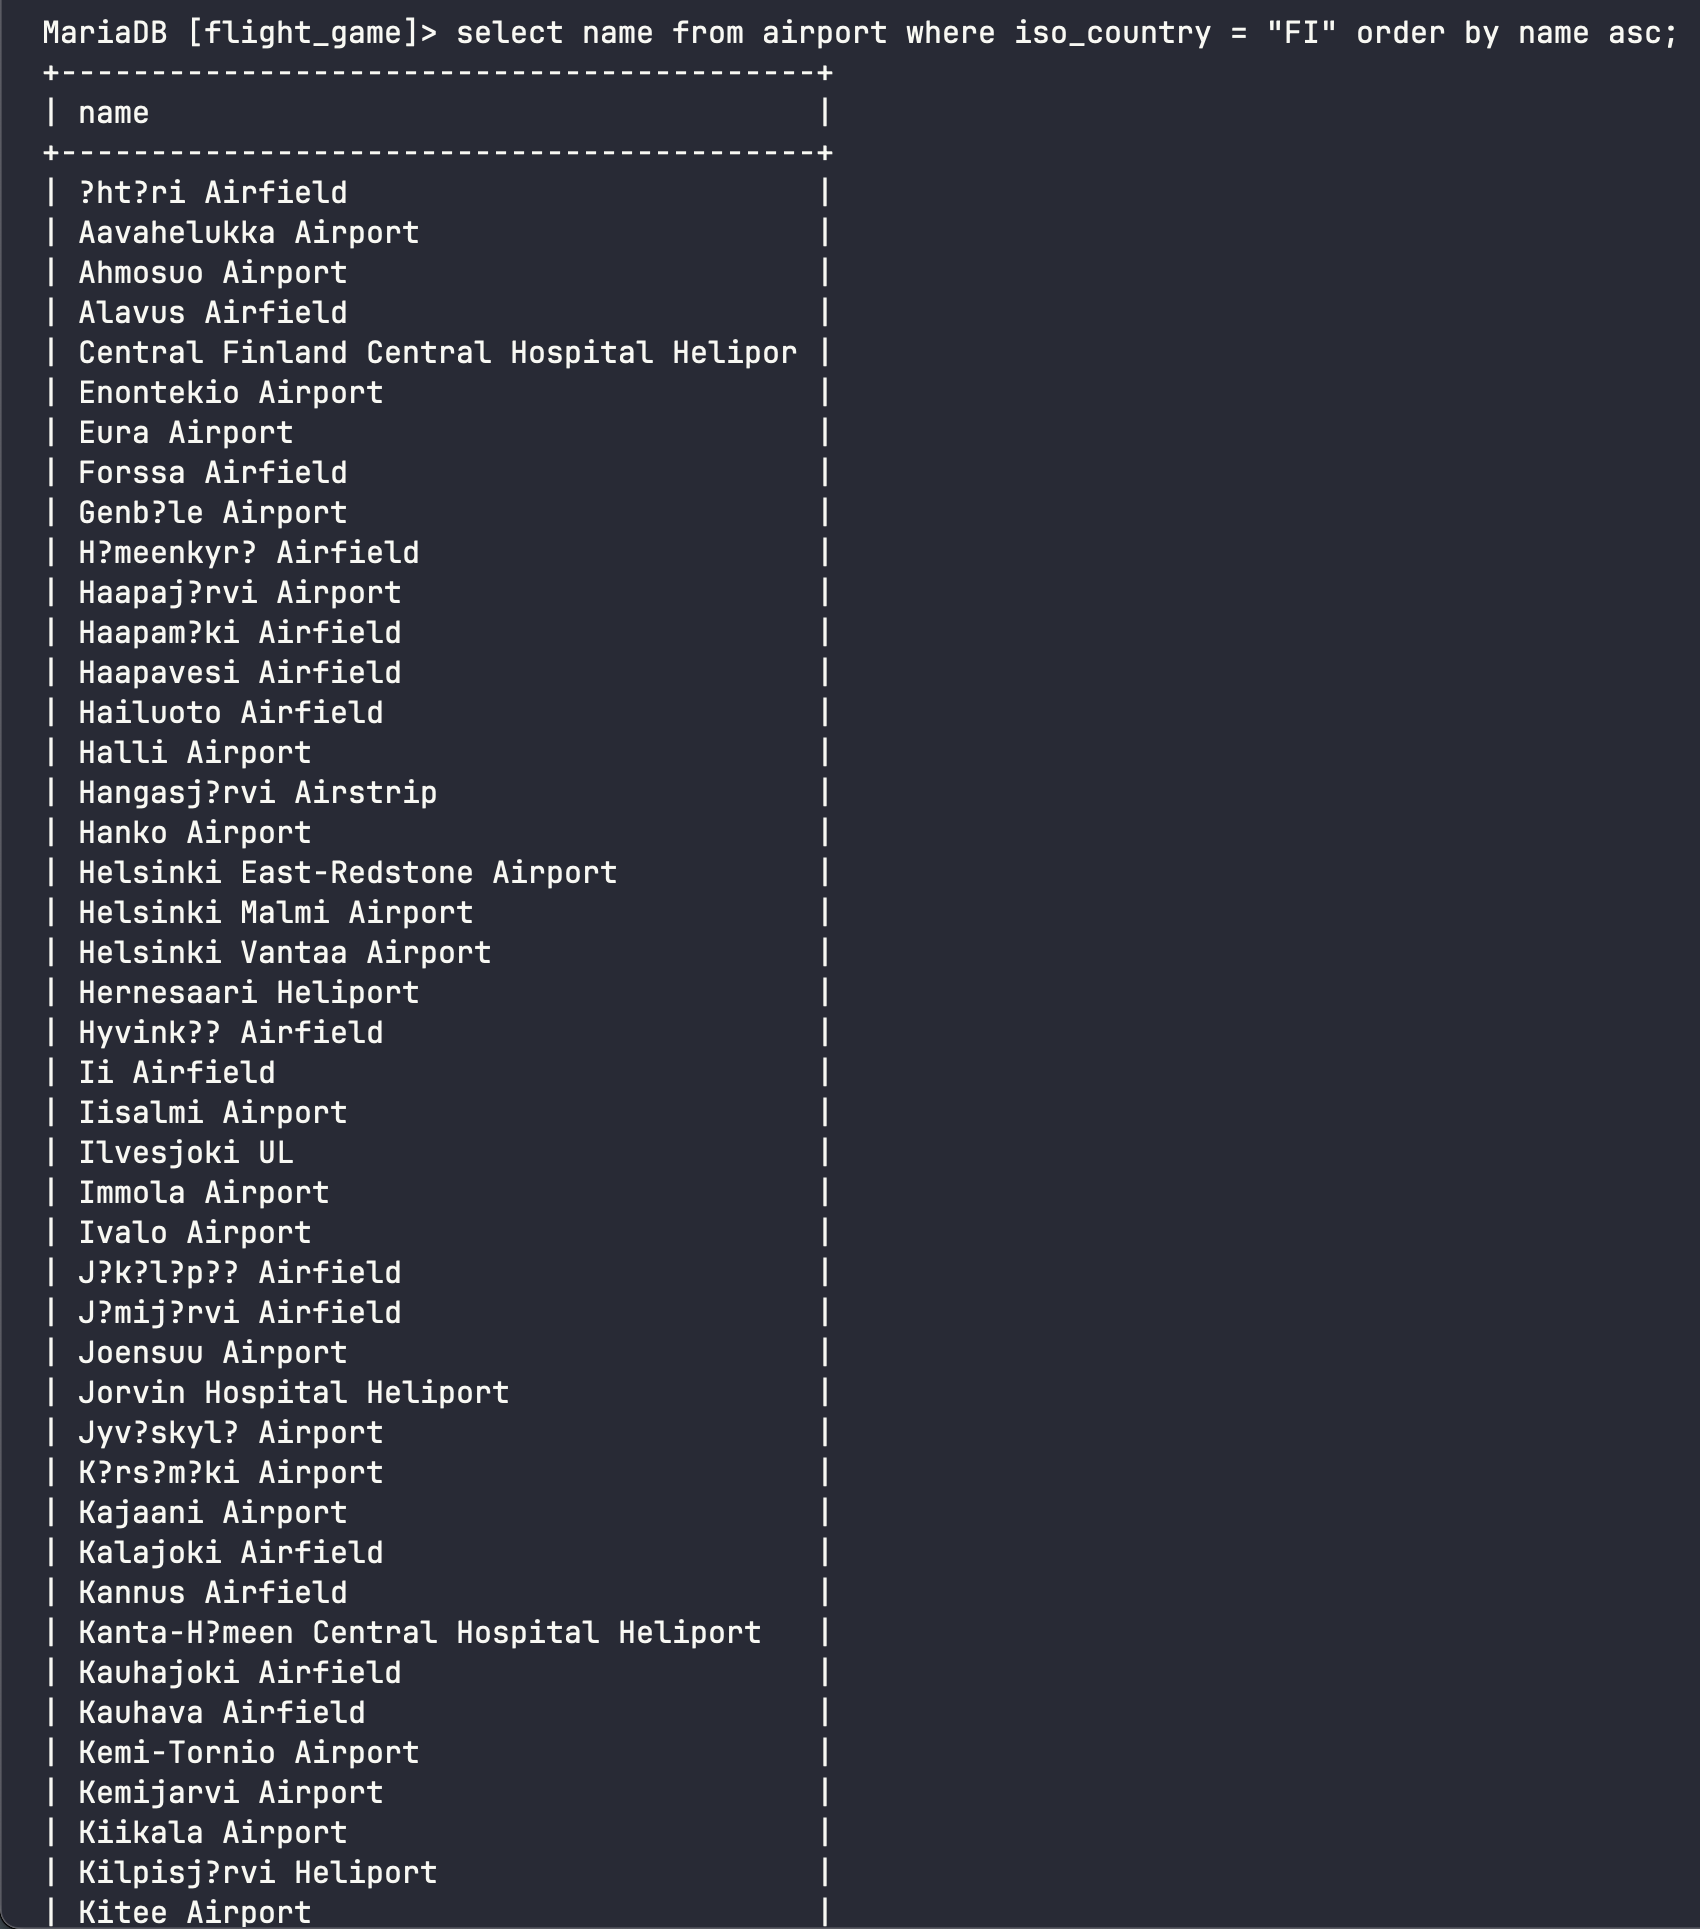 MariaDB [flight_game]> select name from airport where iso_country = "FI" order by name asc;
+------------------------------------------+
| name                                     |
+------------------------------------------+
| ?ht?ri Airfield                          |
| Aavahelukka Airport                      |
| Ahmosuo Airport                          |
| Alavus Airfield                          |
| Central Finland Central Hospital Helipor |
| Enontekio Airport                        |
| Eura Airport                             |
| Forssa Airfield                          |
| Genb?le Airport                          |
| H?meenkyr? Airfield                      |
| Haapaj?rvi Airport                       |
| Haapam?ki Airfield                       |
| Haapavesi Airfield                       |
| Hailuoto Airfield                        |
| Halli Airport                            |
| Hangasj?rvi Airstrip                     |
| Hanko Airport                            |
| Helsinki East-Redstone Airport           |
| Helsinki Malmi Airport                   |
| Helsinki Vantaa Airport                  |
| Hernesaari Heliport                      |
| Hyvink?? Airfield                        |
| Ii Airfield                              |
| Iisalmi Airport                          |
| Ilvesjoki UL                             |
| Immola Airport                           |
| Ivalo Airport                            |
| J?k?l?p?? Airfield                       |
| J?mij?rvi Airfield                       |
| Joensuu Airport                          |
| Jorvin Hospital Heliport                 |
| Jyv?skyl? Airport                        |
| K?rs?m?ki Airport                        |
| Kajaani Airport                          |
| Kalajoki Airfield                        |
| Kannus Airfield                          |
| Kanta-H?meen Central Hospital Heliport   |
| Kauhajoki Airfield                       |
| Kauhava Airfield                         |
| Kemi-Tornio Airport                      |
| Kemijarvi Airport                        |
| Kiikala Airport                          |
| Kilpisj?rvi Heliport                     |
| Kitee Airport                            |